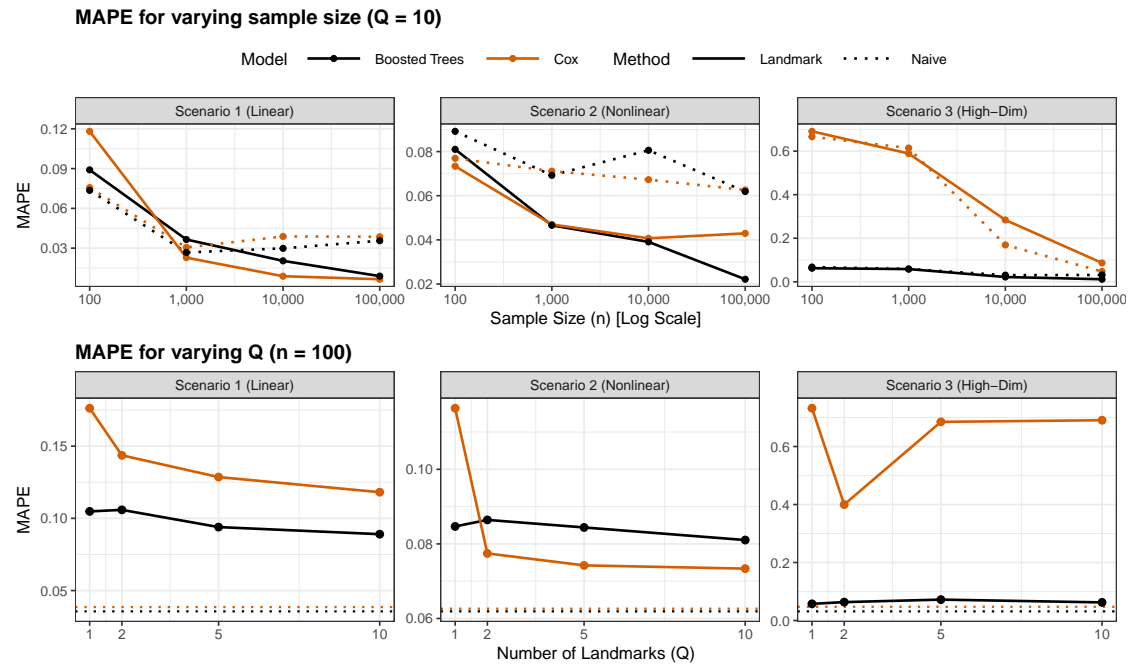 MAPE for varying sample size (Q = 10)
Model Boosted Trees Cox Method Landmark Naive
Scenario 1 (Linear) Scenario 2 (Nonlinear) Scenario 3 (High−Dim)
MAPE
0.12
0.09
0.06
0.03
0.08
0.06
0.04
0.02
0.6
0.4
0.2
0.0
100 1,000 10,000 100,000 100 1,000 10,000 100,000 100 1,000 10,000 100,000
Sample Size (n) [Log Scale]
MAPE for varying Q (n = 100)
Scenario 1 (Linear) Scenario 2 (Nonlinear) Scenario 3 (High−Dim)
MAPE
0.15
0.10
0.05
0.10
0.08
0.06
0.6
0.4
0.2
0.0
1 2 5 10 1 2 5 10 1 2 5 10
Number of Landmarks (Q)